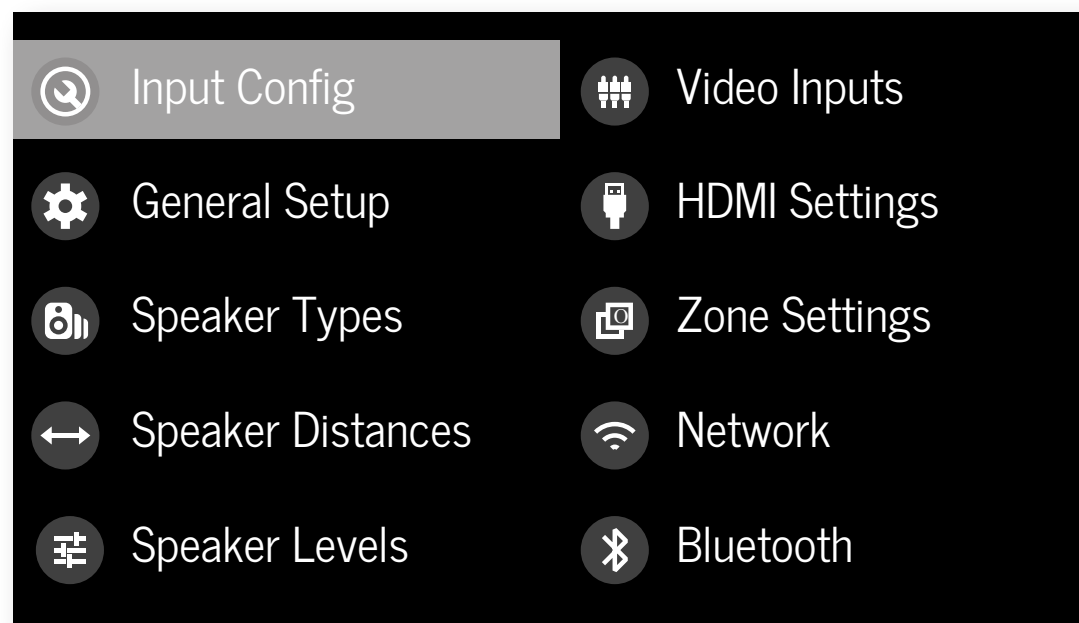 Input Config
General Setup
Speaker Types
Speaker Distances
Speaker Levels
Video Inputs
HDMI Settings
O
Zone Settings
Network
Bluetooth